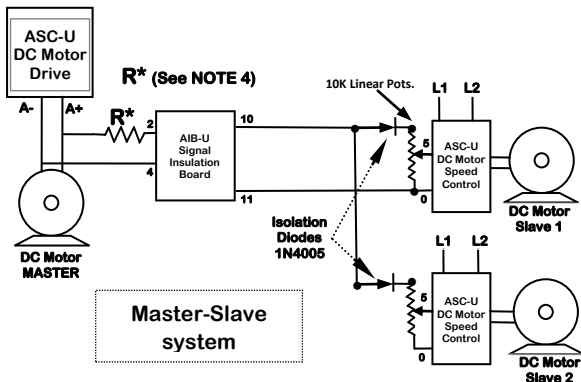 ASC-U
DC Motor
Drive
A-
A+
R* (See NOTE 4)
R*
2
4
AIB-U
Signal
Insulation
Board
10
11
DC Motor
MASTER
10K Linear Pots.
L1
L2
5
0
ASC-U
DC Motor
Speed
Control
DC Motor
Slave 1
Isolation
Diodes
1N4005
L1
L2
5
0
ASC-U
DC Motor
Speed
Control
DC Motor
Slave 2
Master-Slave
system